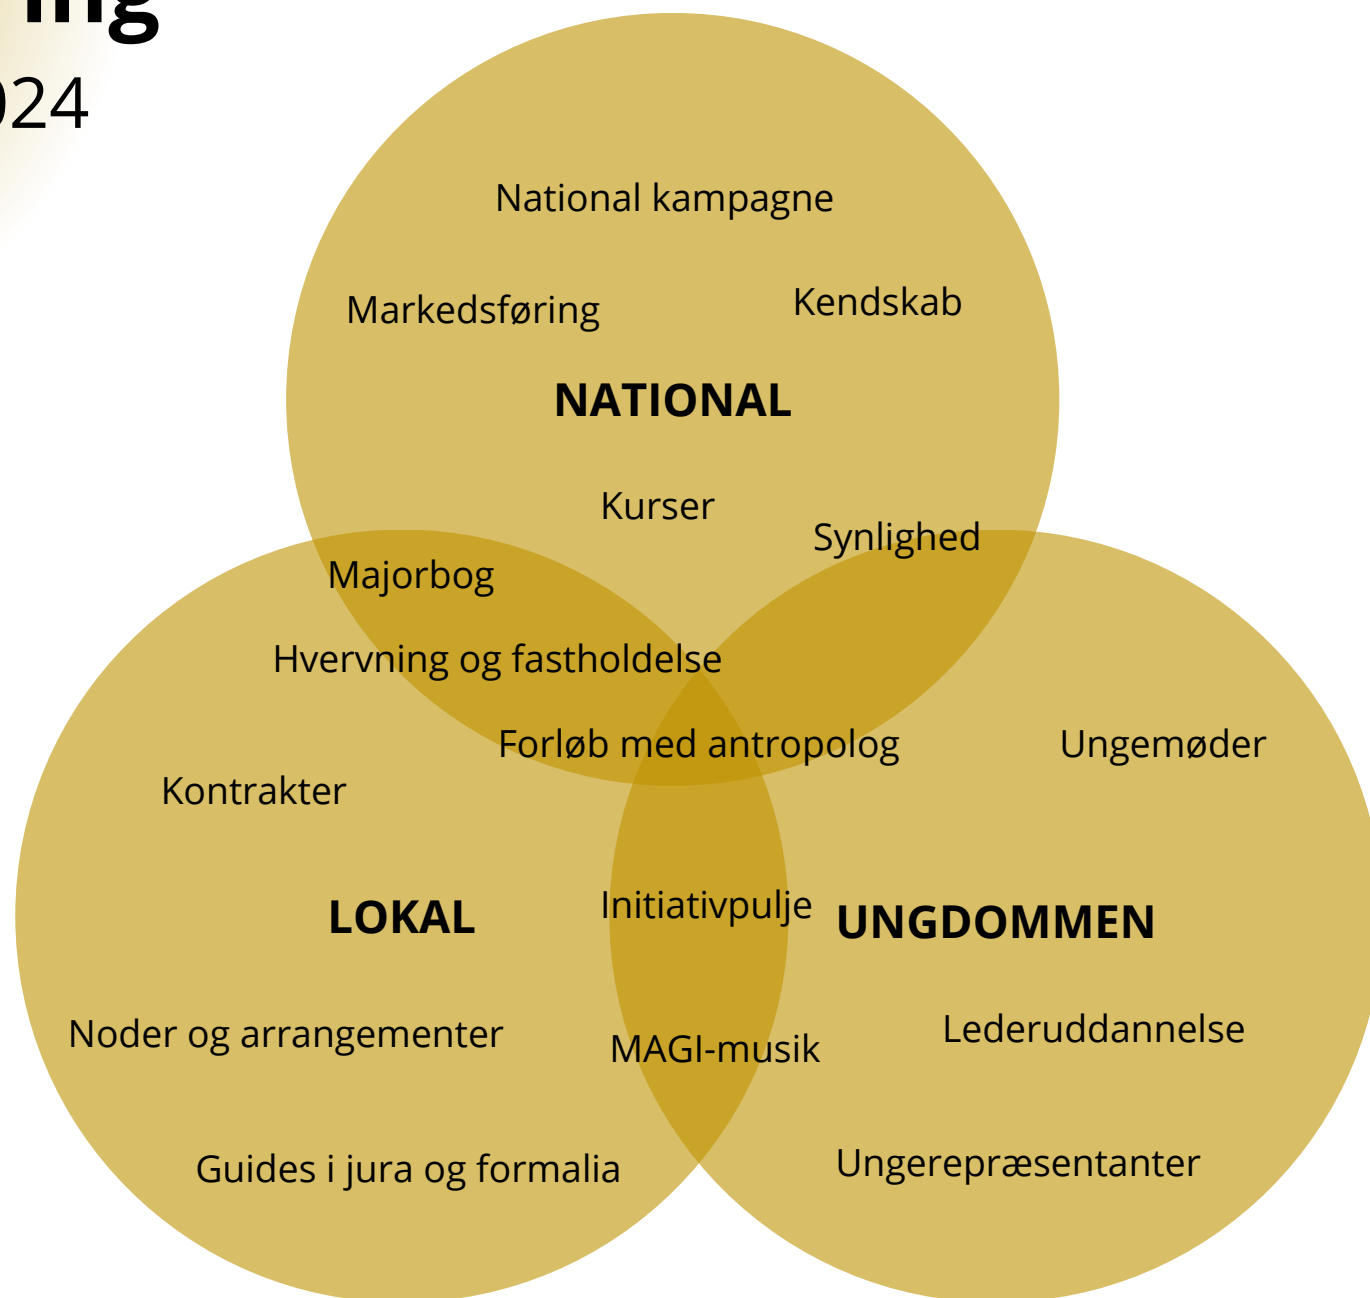 ing
024
National kampagne
Markedsføring
Kendskab
NATIONAL
Kurser
Synlighed
Majorbog
Hvervning og fastholdelse
Forløb med antropolog
Ungemøder
Kontrakter
Initiativpulje
LOKAL
UNGDOMMEN
Noder og arrangementer
Lederuddannelse
MAGI-musik
Guides i jura og formalia
Ungerepræsentanter